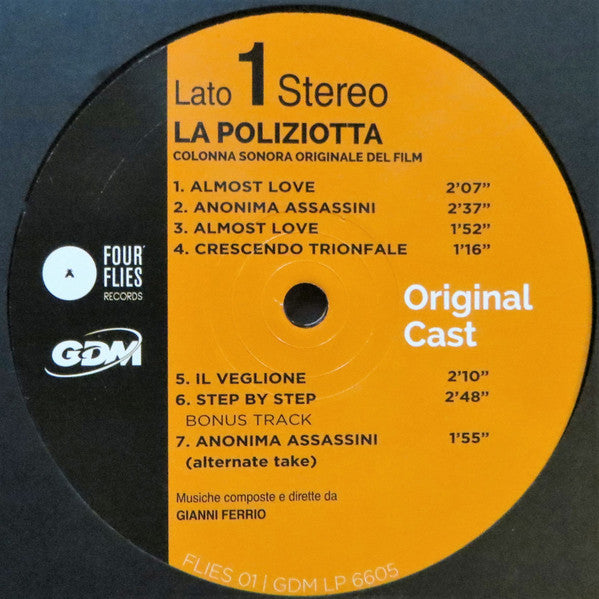 Lato 1 Stereo
LA POLIZIOTTA
COLONNA SONORA ORIGINALE DEL FILM
1. ALMOST LOVE 2'07"
2. ANONIMA ASSASSINI 2'37"
3. ALMOST LOVE 1'52"
4. CRESCENDO TRIONFALE 1'16"
FOUR
FLIES
RECORDS
Original
Cast
GDM
5. IL VEGLIONE 2'10"
6. STEP BY STEP 2'48"
BONUS TRACK
7. ANONIMA ASSASSINI 1'55"
(alternate take)
Musiche composte e dirette da
GIANNI FERRIO
FLIES 01 | GDM LP 6605